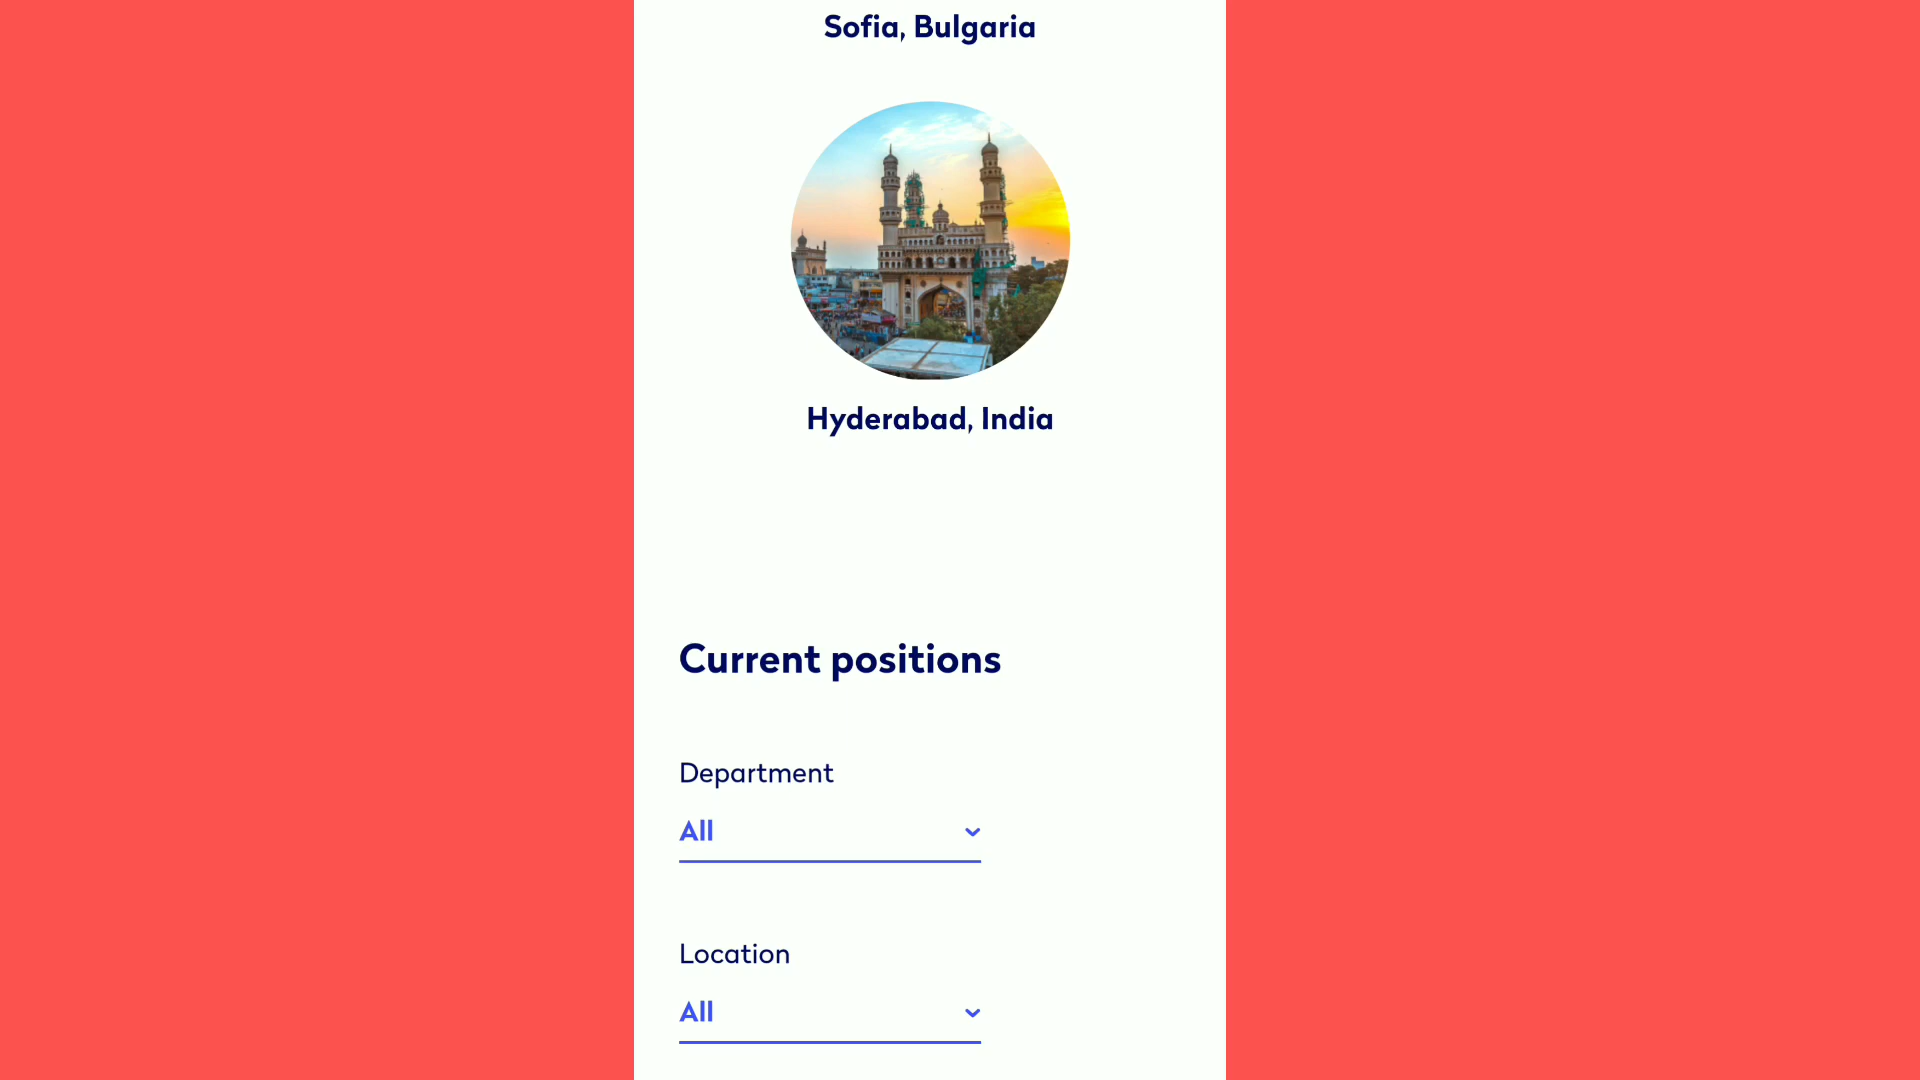 Sofia, Bulgaria
Hyderabad, India
Current positions
Department
All
Location
All